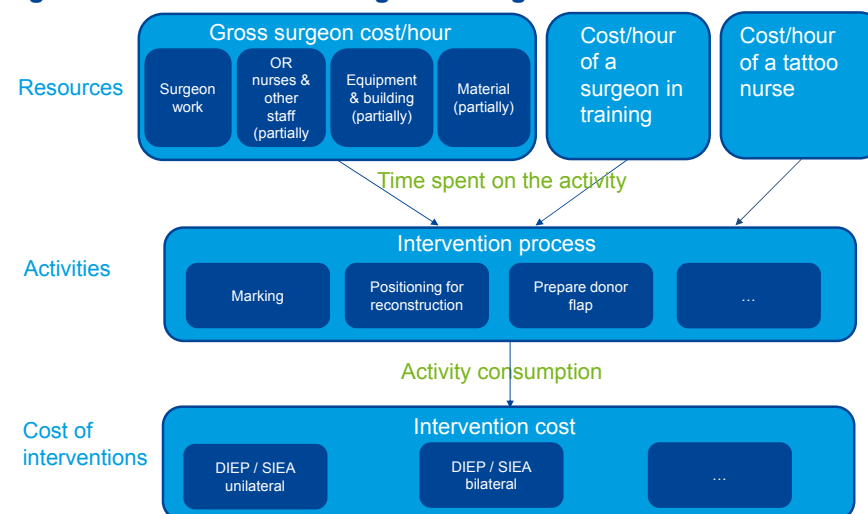 Gross surgeon cost/hour
Cost/hour
of a
surgeon in
training
Cost/hour
of a tattoo
nurse
Resources
Surgeon
work
OR
nurses &
other
staff
(partially
Equipment
& building
(partially)
Material
(partially)
Time spent on the activity
Intervention process
Activities
Marking
Positioning for
reconstruction
Prepare donor
flap
…
Activity consumption
Cost of
interventions
Intervention cost
DIEP / SIEA
unilateral
DIEP / SIEA
bilateral
…